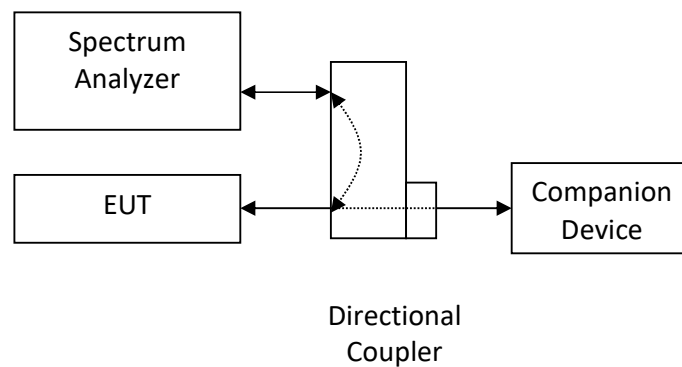 Spectrum
Analyzer
EUT
Companion
Device
Directional
Coupler